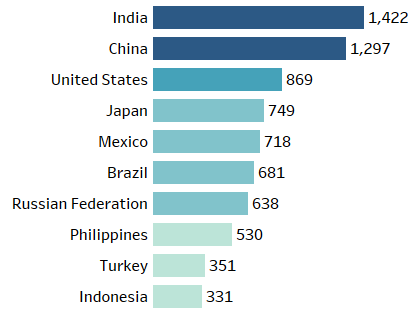 India 1,422
China 1,297
United States 869
Japan 749
Mexico 718
Brazil 681
Russian Federation 638
Philippines 530
Turkey 351
Indonesia 331